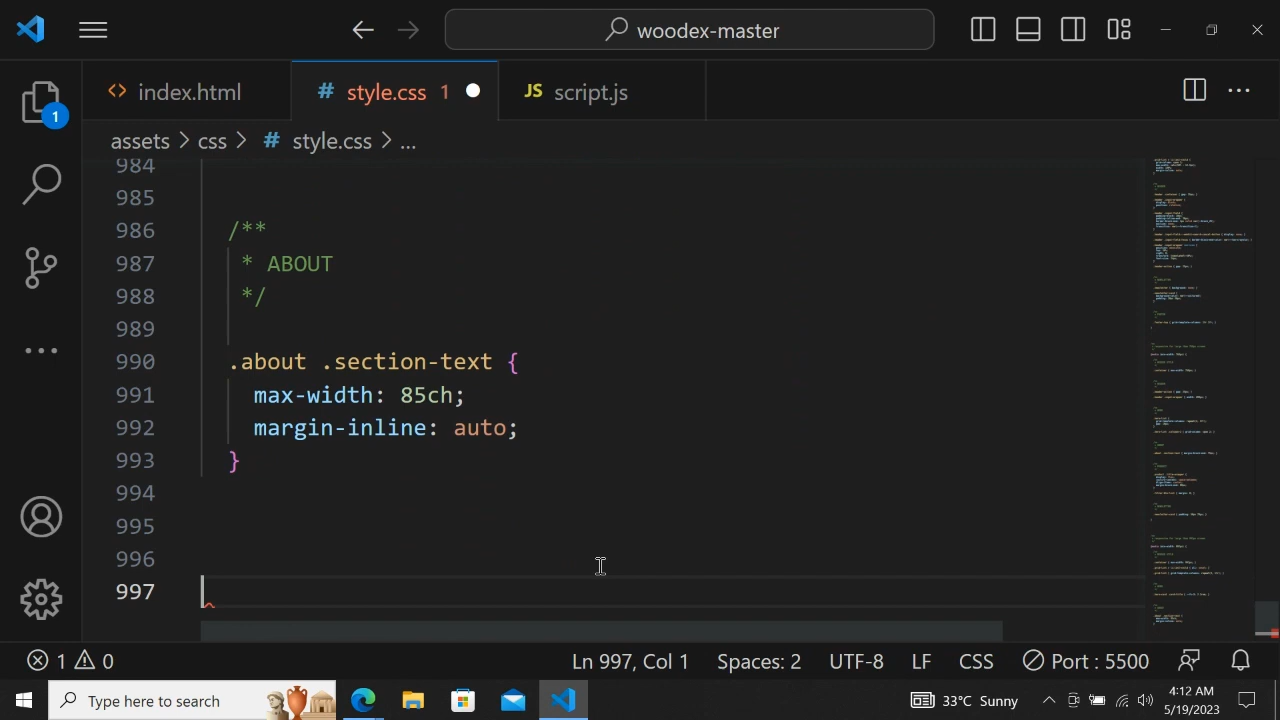 woodex-master
index.html
# style.css 1
JS script.js
1
assets > css > # style.css > ...
984
985
986 /**
987 * ABOUT
988 */
989
990 .about .section-text {
991 max-width: 85ch;
992 margin-inline: auto;
993 }
994
995
996
997
1 0
Ln 997, Col 1
Spaces: 2
UTF-8
LF
CSS
Port : 5500
Type here to search
33°C Sunny
4:12 AM
5/19/2023